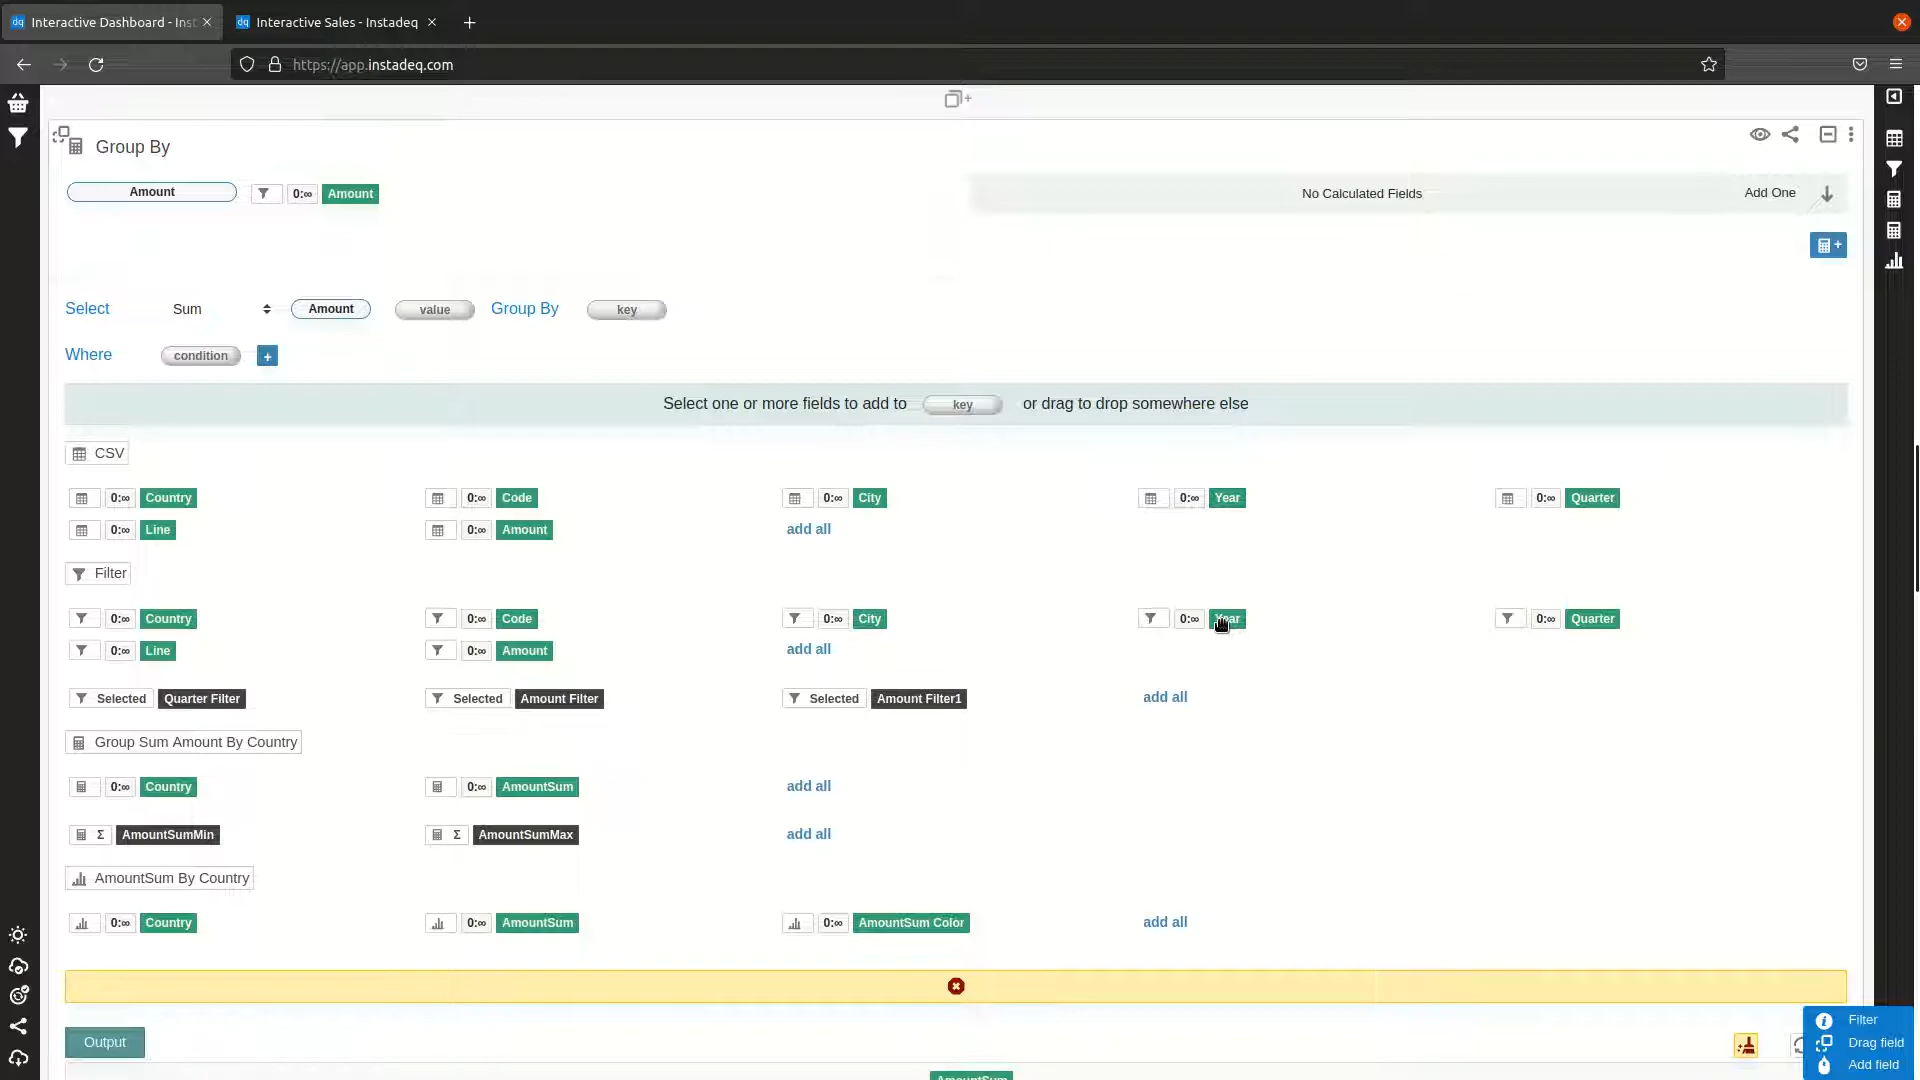 Interactive Dashboard - Inst
Interactive Sales - Instadeq
https://app.instadeq.com
Group By
Amount 0:∞ Amount
No Calculated Fields Add One
Select Sum Amount value Group By key
Where condition +
Select one or more fields to add to key or drag to drop somewhere else
CSV
0:∞ Country 0:∞ Code 0:∞ City 0:∞ Year 0:∞ Quarter
0:∞ Line 0:∞ Amount add all
Filter
0:∞ Country 0:∞ Code 0:∞ City 0:∞ Year 0:∞ Quarter
0:∞ Line 0:∞ Amount add all
Selected Quarter Filter Selected Amount Filter Selected Amount Filter1 add all
Group Sum Amount By Country
0:∞ Country 0:∞ AmountSum add all
Σ AmountSumMin Σ AmountSumMax add all
AmountSum By Country
0:∞ Country 0:∞ AmountSum 0:∞ AmountSum Color add all
Output
Filter
Drag field
Add field
AmountSum